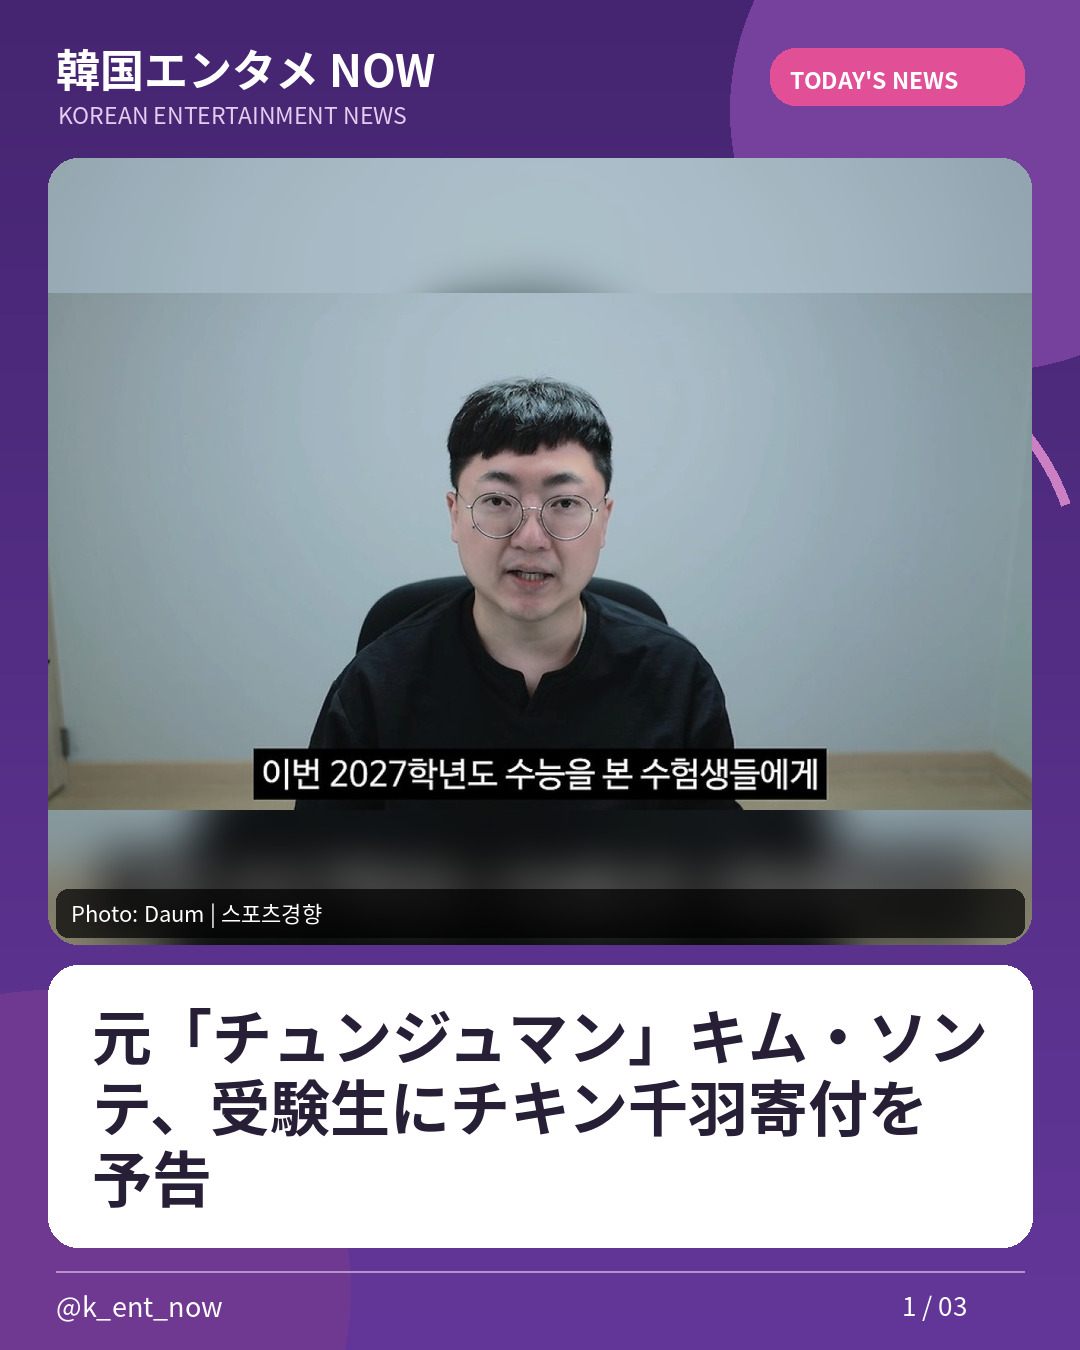 韓国エンタメ NOW
KOREAN ENTERTAINMENT NEWS
TODAY'S NEWS
이번 2027학년도 수능을 본 수험생들에게
Photo: Daum | 스포츠경향
元「チュンジュマン」キム・ソン
テ、受験生にチキン千羽寄付を
予告
@k_ent_now
1 / 03